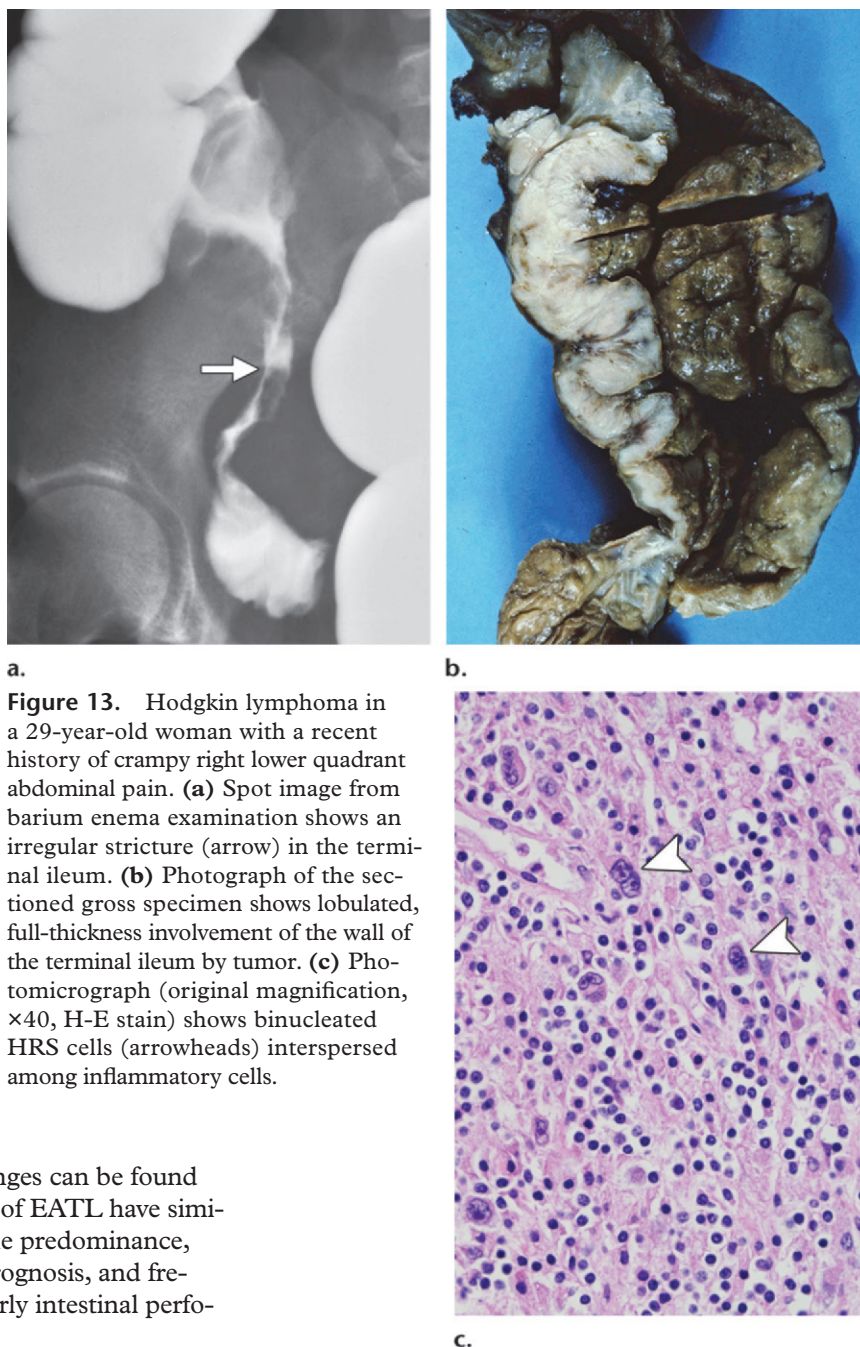 a.
b.
Figure 13. Hodgkin lymphoma in
a 29-year-old woman with a recent
history of crampy right lower quadrant
abdominal pain. (a) Spot image from
barium enema examination shows an
irregular stricture (arrow) in the termi-
nal ileum. (b) Photograph of the sec-
tioned gross specimen shows lobulated,
full-thickness involvement of the wall of
the terminal ileum by tumor. (c) Pho-
tomicrograph (original magnification,
×40, H-E stain) shows binucleated
HRS cells (arrowheads) interspersed
among inflammatory cells.
nges can be found
of EATL have simi-
e predominance,
rognosis, and fre-
rly intestinal perfo-
c.